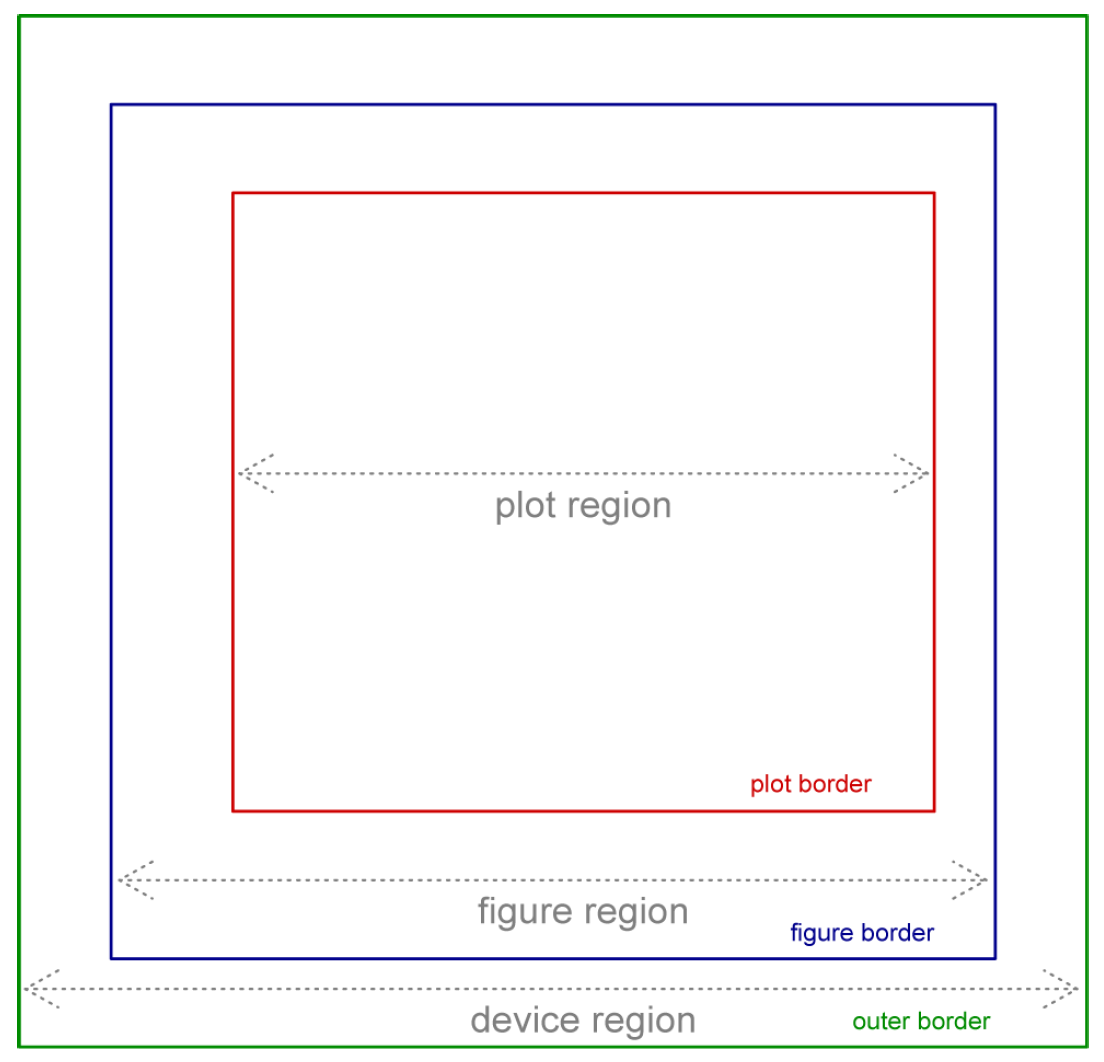 plot region
plot border
figure region
figure border
device region
outer border